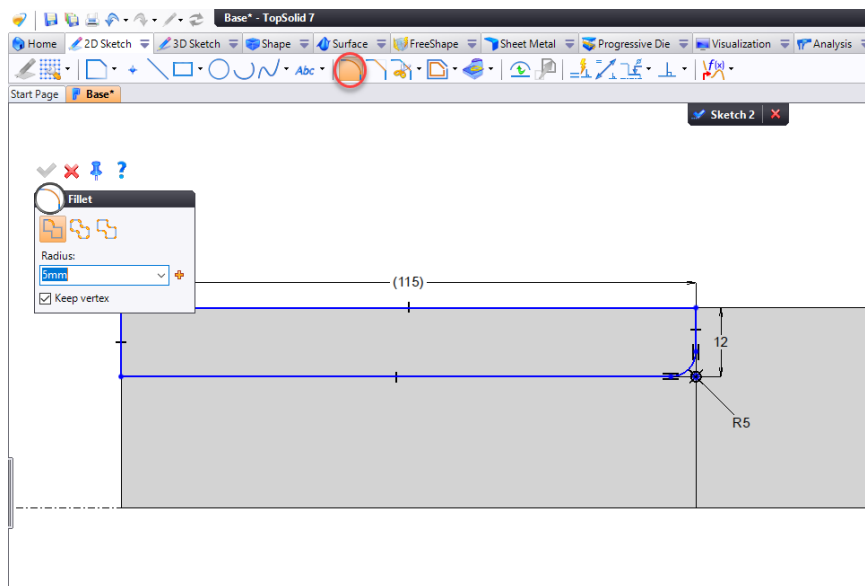 Base* - TopSolid 7
Home 2D Sketch 3D Sketch Shape Surface FreeShape Sheet Metal Progressive Die Visualization Analysis
Abc f(x)
Start Page Base*
Sketch 2
?
Fillet
Radius:
5mm
Keep vertex
(115)
12
R5